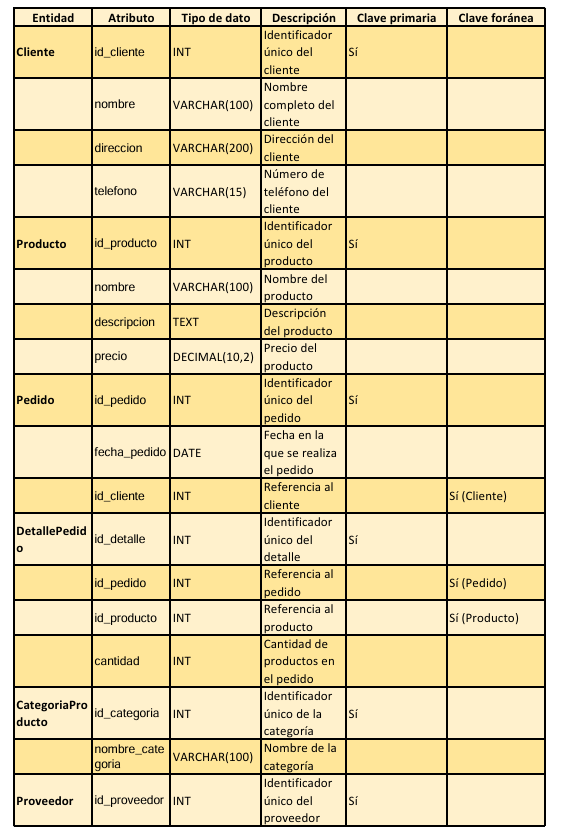 Entidad Atributo Tipo de dato Descripción Clave primaria Clave foránea
Cliente id_cliente INT Identificador único del cliente Sí
nombre VARCHAR(100) Nombre completo del cliente
direccion VARCHAR(200) Dirección del cliente
telefono VARCHAR(15) Número de teléfono del cliente
Producto id_producto INT Identificador único del producto Sí
nombre VARCHAR(100) Nombre del producto
descripcion TEXT Descripción del producto
precio DECIMAL(10,2) Precio del producto
Pedido id_pedido INT Identificador único del pedido Sí
fecha_pedido DATE Fecha en la que se realiza el pedido
id_cliente INT Referencia al cliente Sí (Cliente)
DetallePedido id_detalle INT Identificador único del detalle Sí
id_pedido INT Referencia al pedido Sí (Pedido)
id_producto INT Referencia al producto Sí (Producto)
cantidad INT Cantidad de productos en el pedido
CategoriaProducto id_categoria INT Identificador único de la categoría Sí
nombre_categoria VARCHAR(100) Nombre de la categoría
Proveedor id_proveedor INT Identificador único del proveedor Sí